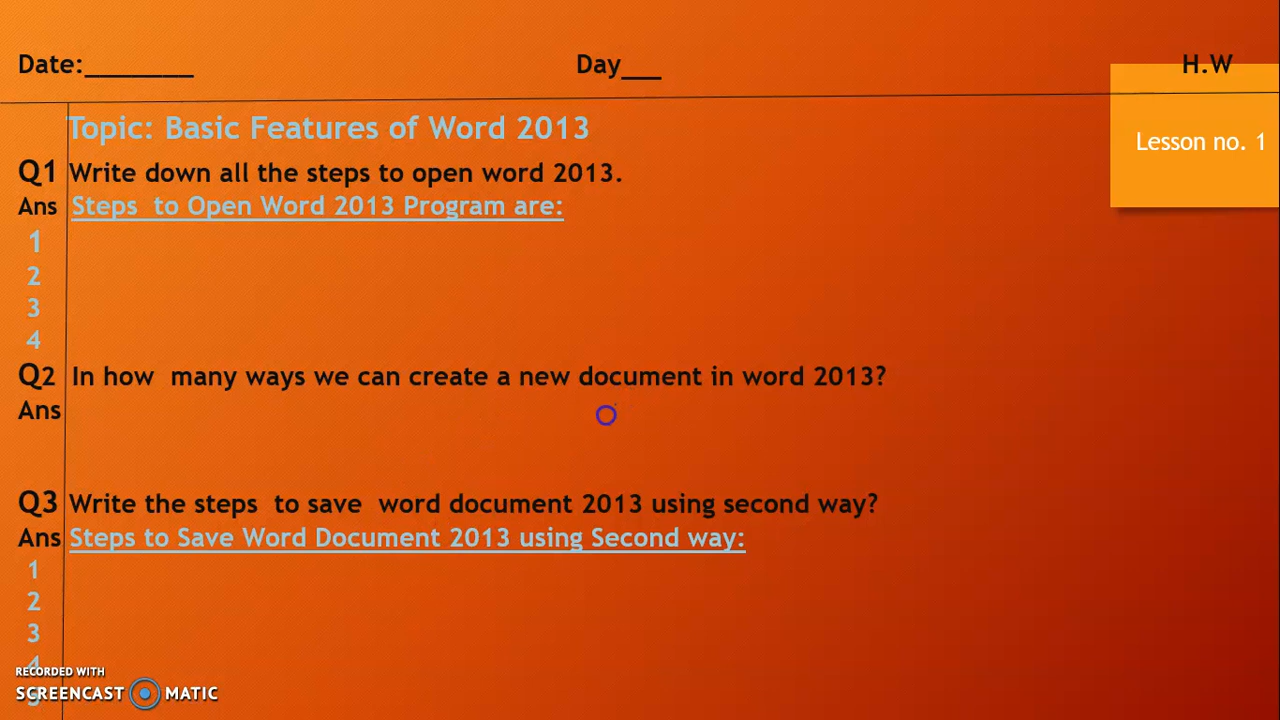 Date:_______ Day___ H.W
Topic: Basic Features of Word 2013
Lesson no. 1
Q1 Write down all the steps to open word 2013.
Ans Steps to Open Word 2013 Program are:
1
2
3
4
Q2 In how many ways we can create a new document in word 2013?
Ans
Q3 Write the steps to save word document 2013 using second way?
Ans Steps to Save Word Document 2013 using Second way:
1
2
3
4
RECORDED WITH
5
SCREENCAST MATIC